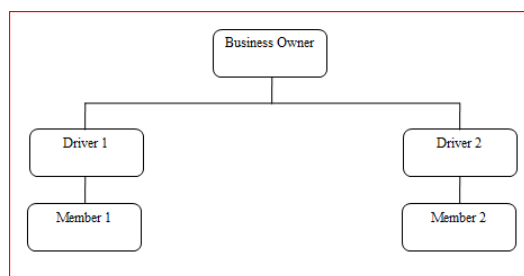 Business Owner
Driver 1
Driver 2
Member 1
Member 2